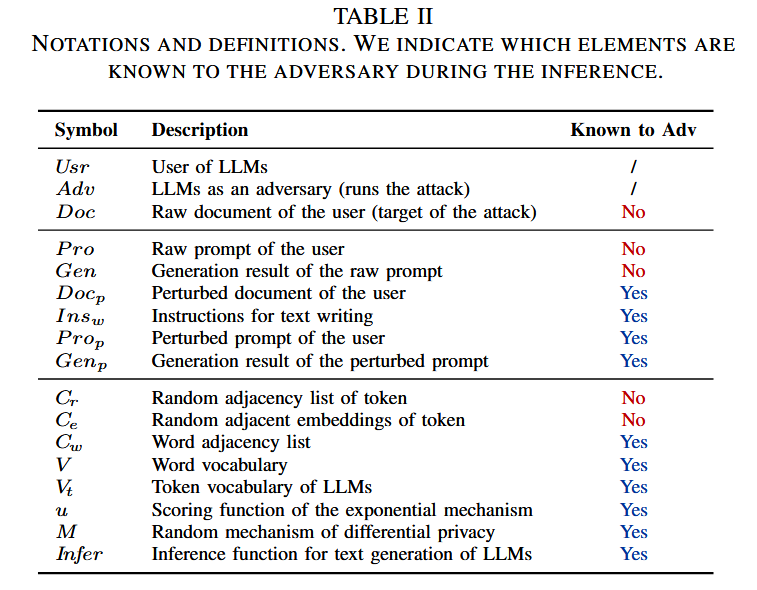 TABLE II
NOTATIONS AND DEFINITIONS. WE INDICATE WHICH ELEMENTS ARE
KNOWN TO THE ADVERSARY DURING THE INFERENCE.
Symbol Description Known to Adv
Usr User of LLMs /
Adv LLMs as an adversary (runs the attack) /
Doc Raw document of the user (target of the attack) No
Pro Raw prompt of the user No
Gen Generation result of the raw prompt No
Doc_p Perturbed document of the user Yes
Ins_w Instructions for text writing Yes
Pro_p Perturbed prompt of the user Yes
Gen_p Generation result of the perturbed prompt Yes
C_r Random adjacency list of token No
C_e Random adjacent embeddings of token No
C_w Word adjacency list Yes
V Word vocabulary Yes
V_t Token vocabulary of LLMs Yes
u Scoring function of the exponential mechanism Yes
M Random mechanism of differential privacy Yes
Infer Inference function for text generation of LLMs Yes